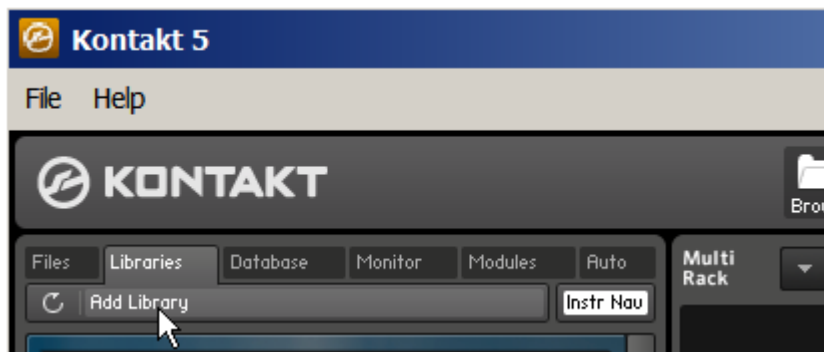 Kontakt 5
File Help
KONTAKT
Files Libraries Database Monitor Modules Auto
Multi
Rack
Add Library Instr Nav